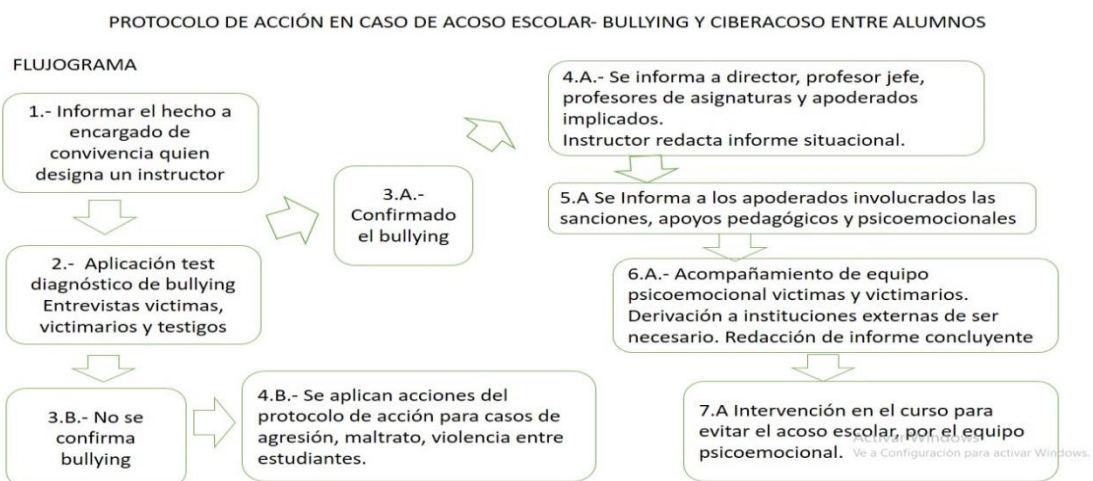 PROTOCOLO DE ACCIÓN EN CASO DE ACOSO ESCOLAR- BULLYING Y CIBERACOSO ENTRE ALUMNOS
FLUJOGRAMA
1.- Informar el hecho a
encargado de
convivencia quien
designa un instructor
2.- Aplicación test
diagnóstico de bullying
Entrevistas victimas,
victimarios y testigos
3.A.-
Confirmado
el bullying
3.B.- No se
confirma
bullying
4.A.- Se informa a director, profesor jefe,
profesores de asignaturas y apoderados
implicados.
Instructor redacta informe situacional.
5.A Se Informa a los apoderados involucrados las
sanciones, apoyos pedagógicos y psicoemocionales
6.A.- Acompañamiento de equipo
psicoemocional victimas y victimarios.
Derivación a instituciones externas de ser
necesario. Redacción de informe concluyente
4.B.- Se aplican acciones del
protocolo de acción para casos de
agresión, maltrato, violencia entre
estudiantes.
7.A Intervención en el curso para
evitar el acoso escolar, por el equipo
psicoemocional.
Activar Windows
Ve a Configuración para activar Windows.